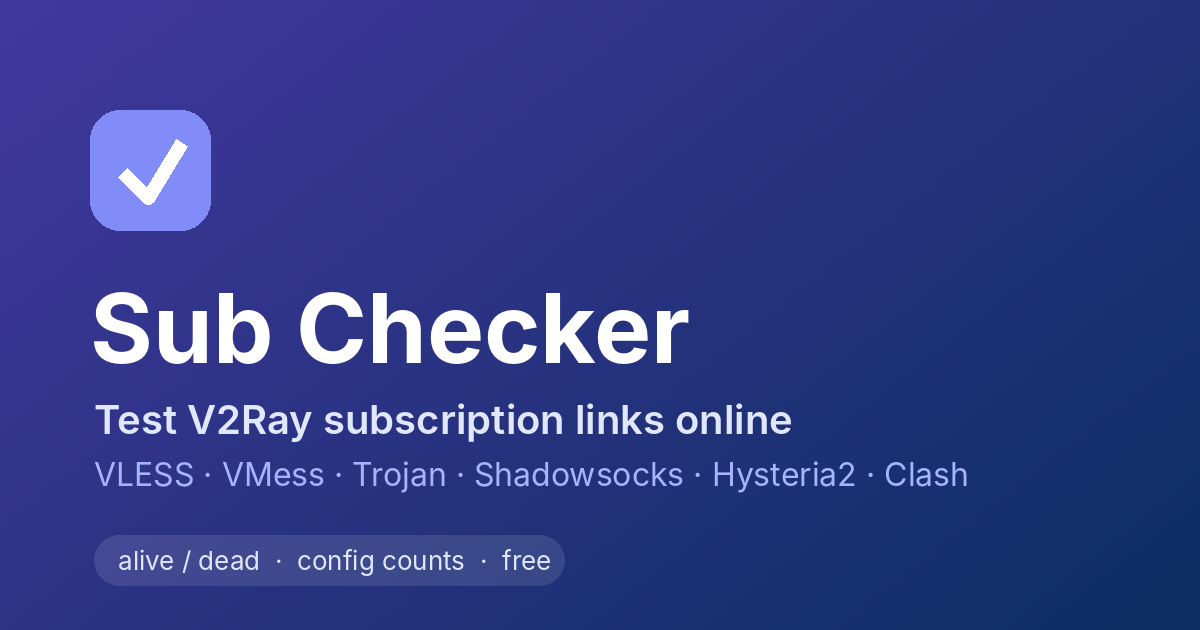 Sub Checker
Test V2Ray subscription links online
VLESS · VMess · Trojan · Shadowsocks · Hysteria2 · Clash
alive / dead · config counts · free